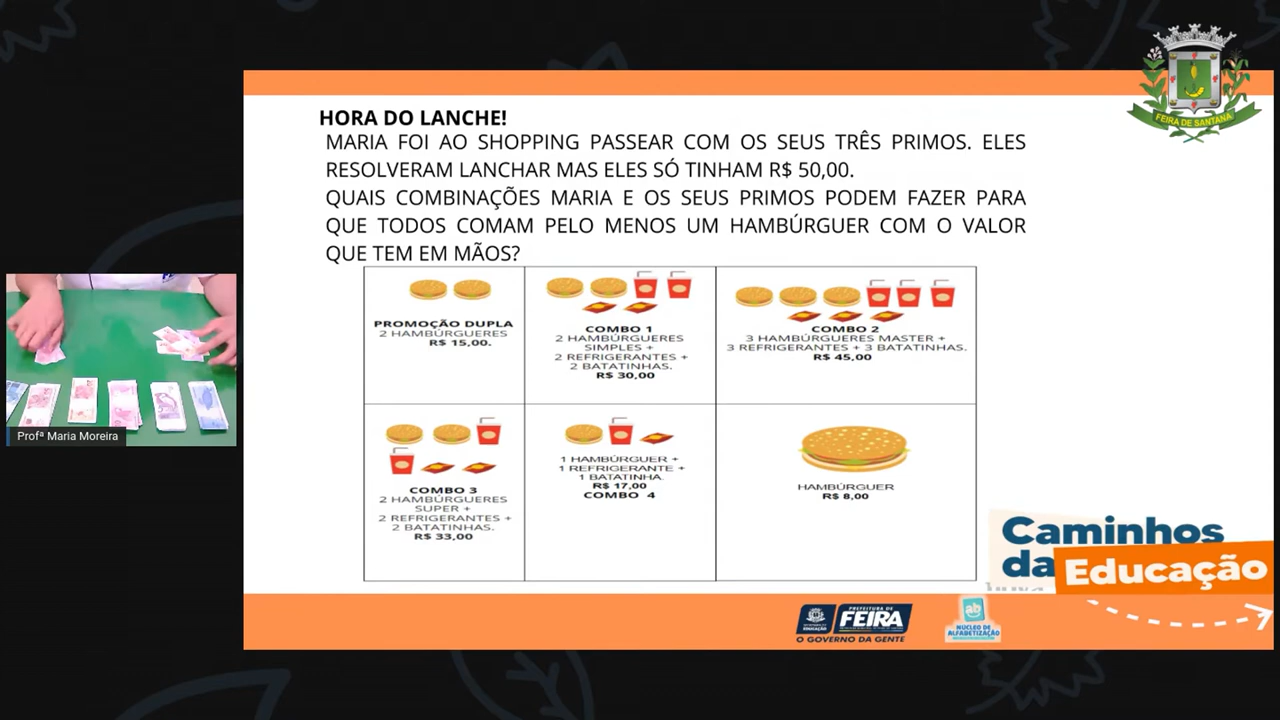 FEIRA DE SANTANA
HORA DO LANCHE!
MARIA FOI AO SHOPPING PASSEAR COM OS SEUS TRÊS PRIMOS. ELES
RESOLVERAM LANCHAR MAS ELES SÓ TINHAM R$ 50,00.
QUAIS COMBINAÇÕES MARIA E OS SEUS PRIMOS PODEM FAZER PARA
QUE TODOS COMAM PELO MENOS UM HAMBÚRGUER COM O VALOR
QUE TEM EM MÃOS?
PROMOÇÃO DUPLA
2 HAMBÚRGUERES
R$ 15,00.
COMBO 1
2 HAMBÚRGUERES
SIMPLES +
2 REFRIGERANTES +
2 BATATINHAS.
R$ 30,00
COMBO 2
3 HAMBÚRGUERES MASTER +
3 REFRIGERANTES + 3 BATATINHAS.
R$ 45,00
COMBO 3
2 HAMBÚRGUERES
SUPER +
2 REFRIGERANTES +
2 BATATINHAS.
R$ 33,00
1 HAMBÚRGUER +
1 REFRIGERANTE +
1 BATATINHA.
R$ 17,00
COMBO 4
HAMBÚRGUER
R$ 8,00
Profª Maria Moreira
Caminhos
da Educação
EDUCAÇÃO
PREFEITURA DE
FEIRA
O GOVERNO DA GENTE
ab
NÚCLEO DE
ALFABETIZAÇÃO